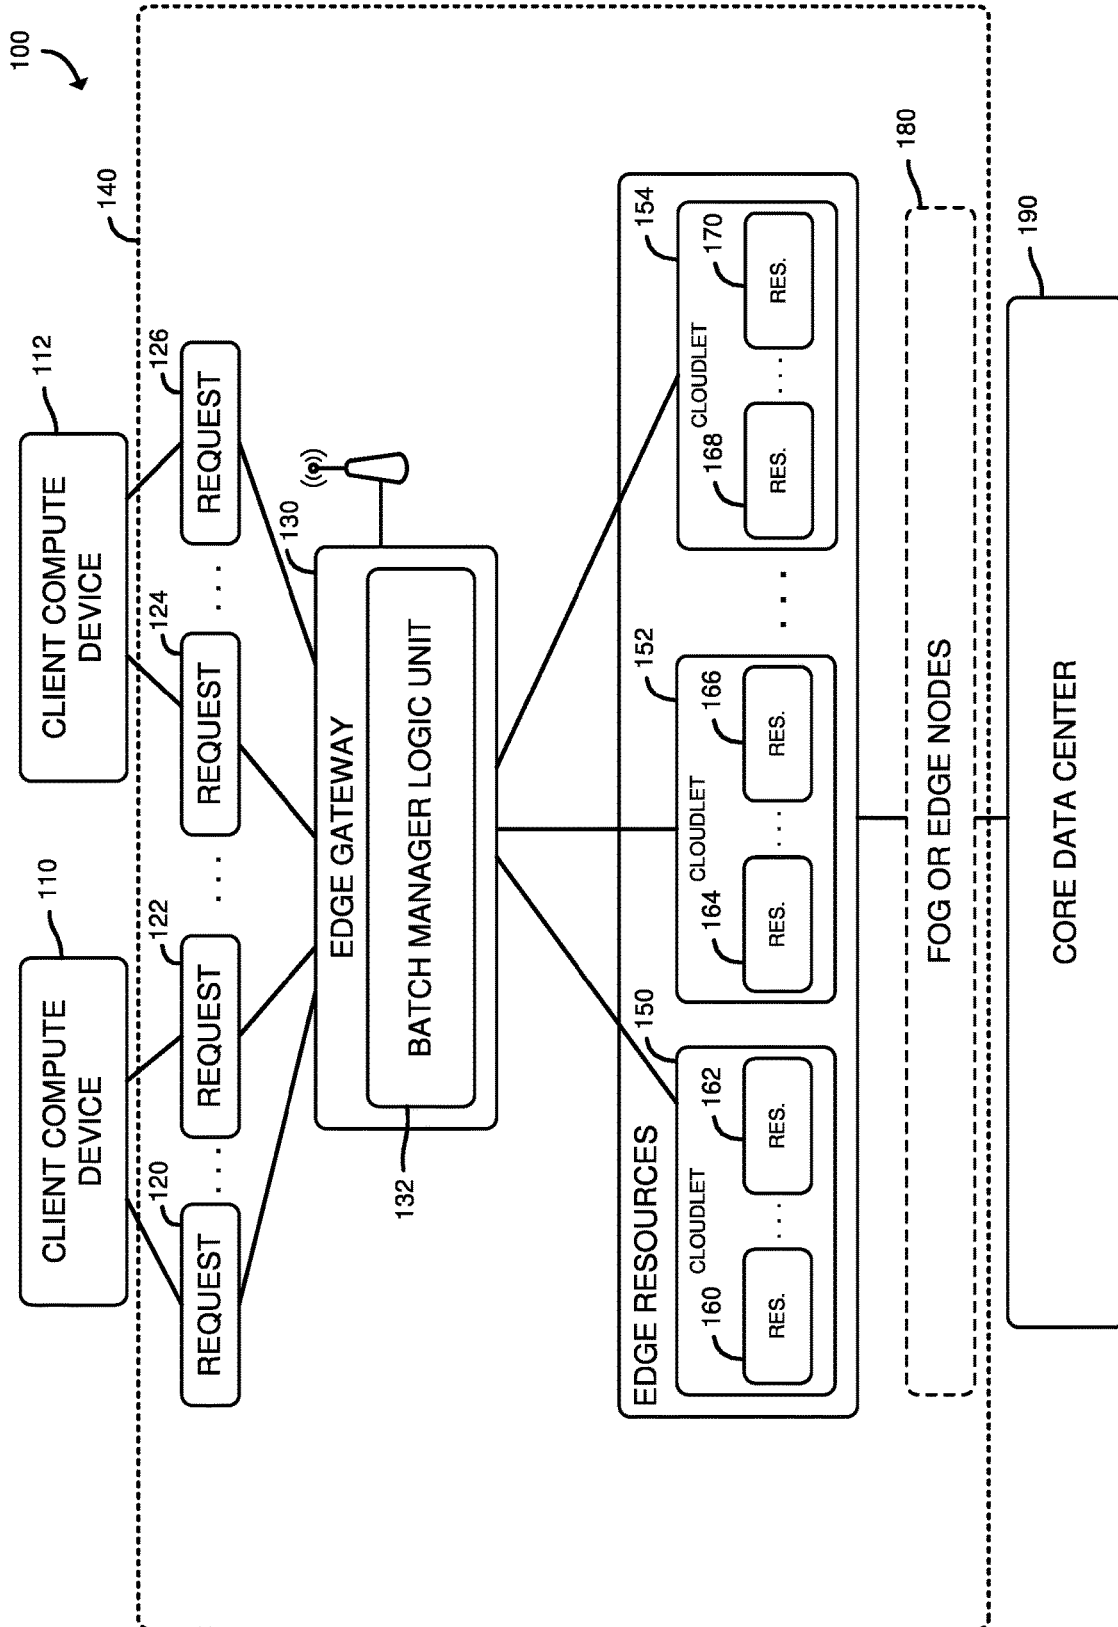 100
110
112
CLIENT COMPUTE
DEVICE
CLIENT COMPUTE
DEVICE
140
120
122
124
126
REQUEST
. . .
REQUEST
. . .
REQUEST
. . .
REQUEST
130
EDGE GATEWAY
BATCH MANAGER LOGIC UNIT
132
EDGE RESOURCES
150
152
154
CLOUDLET
CLOUDLET
. . .
CLOUDLET
160
162
164
166
168
170
RES.
. . .
RES.
RES.
. . .
RES.
RES.
. . .
RES.
180
FOG OR EDGE NODES
190
CORE DATA CENTER